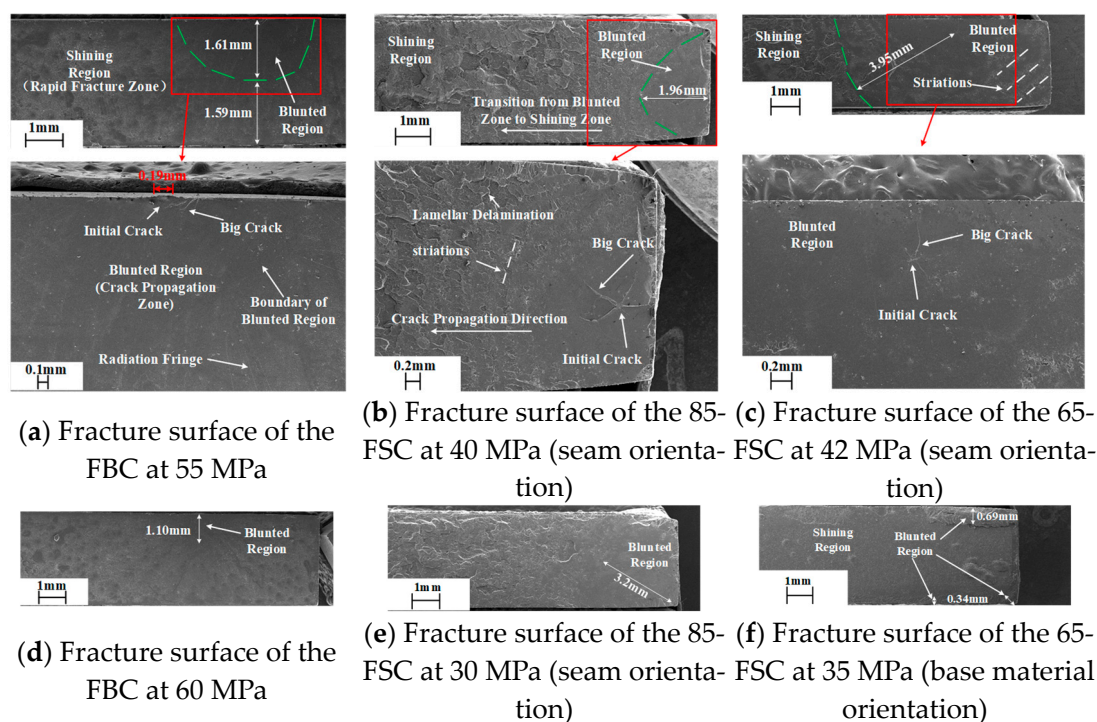 1.61mm
Shining
Region
（Rapid Fracture Zone)
1.59mm
Blunted
Region
1mm
0.19mm
Initial Crack
Big Crack
Blunted Region
(Crack Propagation
Zone)
Boundary of
Blunted Region
Radiation Fringe
0.1mm
(a) Fracture surface of the
FBC at 55 MPa
Blunted
Region
1.96mm
Transition from Blunted
Zone to Shining Zone
1mm
Lamellar Delamination
Big Crack
striations
Crack Propagation Direction
Initial Crack
0.2mm
(b) Fracture surface of the 85-
FSC at 40 MPa (seam orienta-
tion)
Shining
Region
3.95mm
Blunted
Region
Striations
1mm
Blunted
Region
Big Crack
Initial Crack
0.2mm
(c) Fracture surface of the 65-
FSC at 42 MPa (seam orienta-
tion)
1.10mm
Blunted
Region
1mm
(d) Fracture surface of the
FBC at 60 MPa
Blunted
Region
3.2mm
1mm
(e) Fracture surface of the 85-
FSC at 30 MPa (seam orienta-
tion)
0.69mm
Shining
Region
Blunted
Region
0.34mm
1mm
(f) Fracture surface of the 65-
FSC at 35 MPa (base material
orientation)